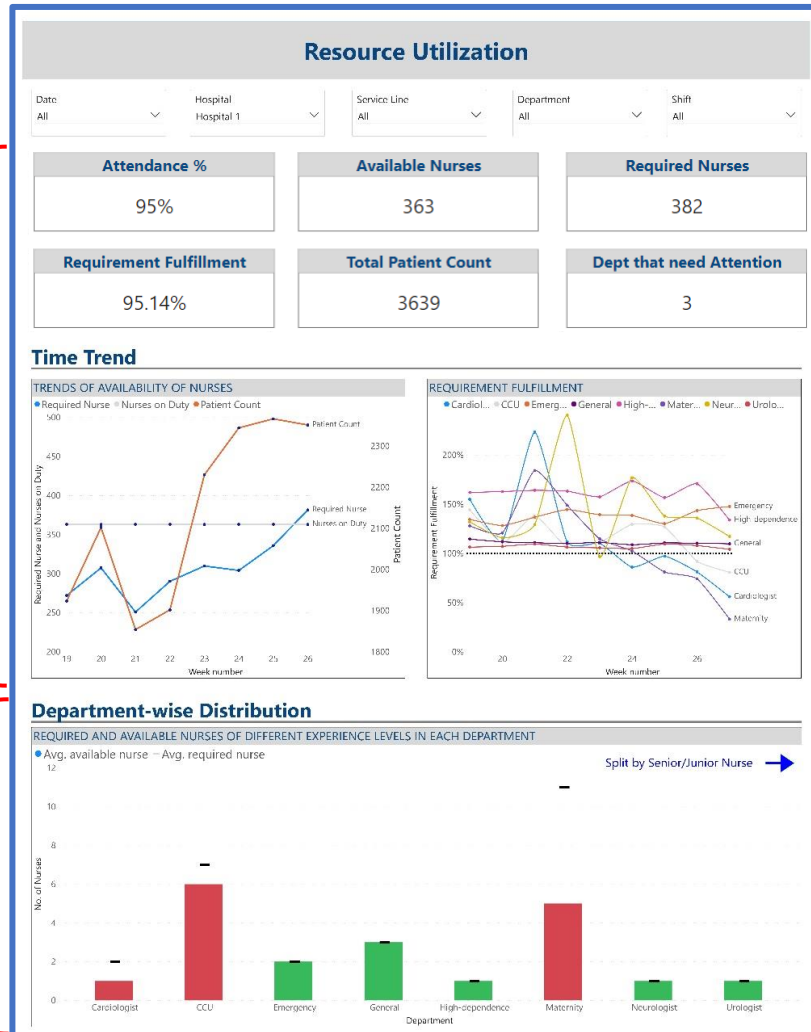 Resource Utilization
Date
All
Hospital
Hospital 1
Service Line
All
Department
All
Shift
All
Attendance %
95%
Available Nurses
363
Required Nurses
382
Requirement Fulfillment
95.14%
Total Patient Count
3639
Dept that need Attention
3
Time Trend
TRENDS OF AVAILABILITY OF NURSES
Required Nurse Nurses on Duty Patient Count
500
450
400
350
300
250
200
Required Nurse and Nurses on Duty
2300
2200
2100
2000
1900
1800
Patient Count
Patient Count
Required Nurse
Nurses on Duty
19 20 21 22 23 24 25 26
Week number
REQUIREMENT FULFILLMENT
Cardiol... CCU Emerg... General High-... Mater... Neur... Urolo...
200%
150%
100%
50%
0%
Requirement Fulfillment
Emergency
High dependence
General
CCU
Cardiologist
Maternity
20 22 24 26
Week number
Department-wise Distribution
REQUIRED AND AVAILABLE NURSES OF DIFFERENT EXPERIENCE LEVELS IN EACH DEPARTMENT
Avg. available nurse Avg. required nurse
Split by Senior/Junior Nurse
12
10
8
6
4
2
0
No. of Nurses
Cardiologist CCU Emergency General High-dependence Maternity Neurologist Urologist
Department